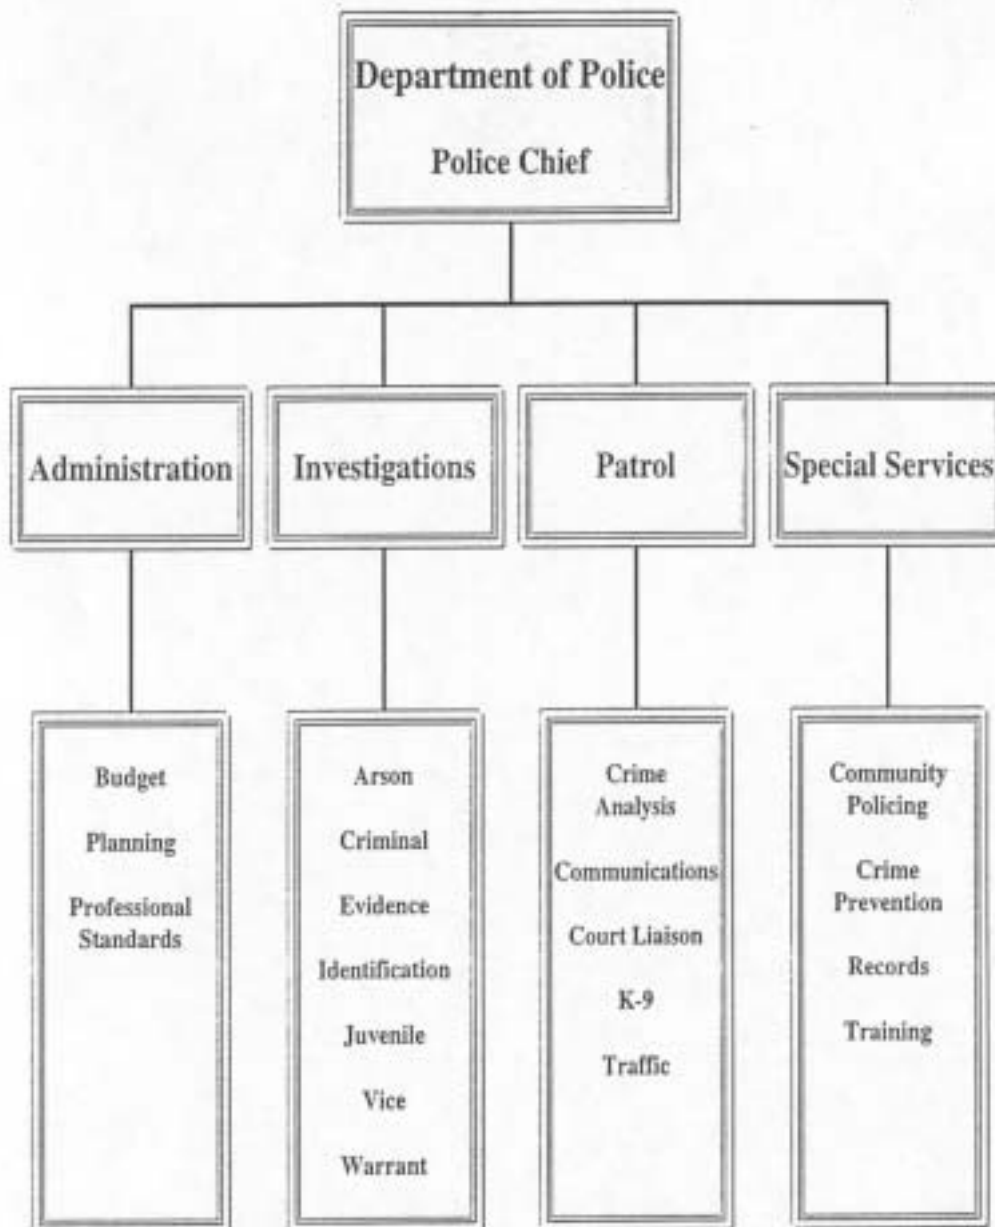 Department of Police
Police Chief
Administration
Investigations
Patrol
Special Services
Budget
Planning
Professional
Standards
Arson
Criminal
Evidence
Identification
Juvenile
Vice
Warrant
Crime
Analysis
Communications
Court Liaison
K-9
Traffic
Community
Policing
Crime
Prevention
Records
Training